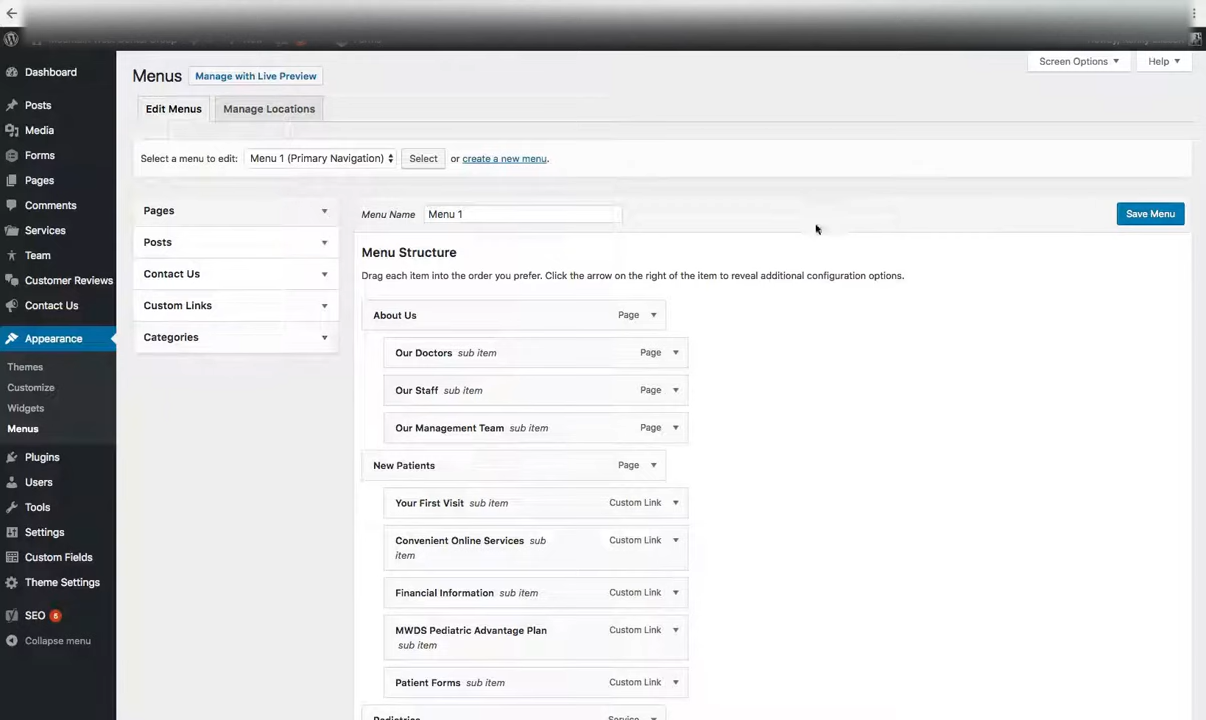 Menus Manage with Live Preview
Screen Options Help
Edit Menus Manage Locations
Select a menu to edit: Menu 1 (Primary Navigation) Select or create a new menu.
Dashboard
Posts
Media
Forms
Pages
Comments
Services
Team
Customer Reviews
Contact Us
Appearance
Themes
Customize
Widgets
Menus
Plugins
Users
Tools
Settings
Custom Fields
Theme Settings
SEO 6
Collapse menu
Pages
Posts
Contact Us
Custom Links
Categories
Menu Name Menu 1 Save Menu
Menu Structure
Drag each item into the order you prefer. Click the arrow on the right of the item to reveal additional configuration options.
About Us Page
Our Doctors sub item Page
Our Staff sub item Page
Our Management Team sub item Page
New Patients Page
Your First Visit sub item Custom Link
Convenient Online Services sub Custom Link
item
Financial Information sub item Custom Link
MWDS Pediatric Advantage Plan Custom Link
sub item
Patient Forms sub item Custom Link
Pediatrics Service